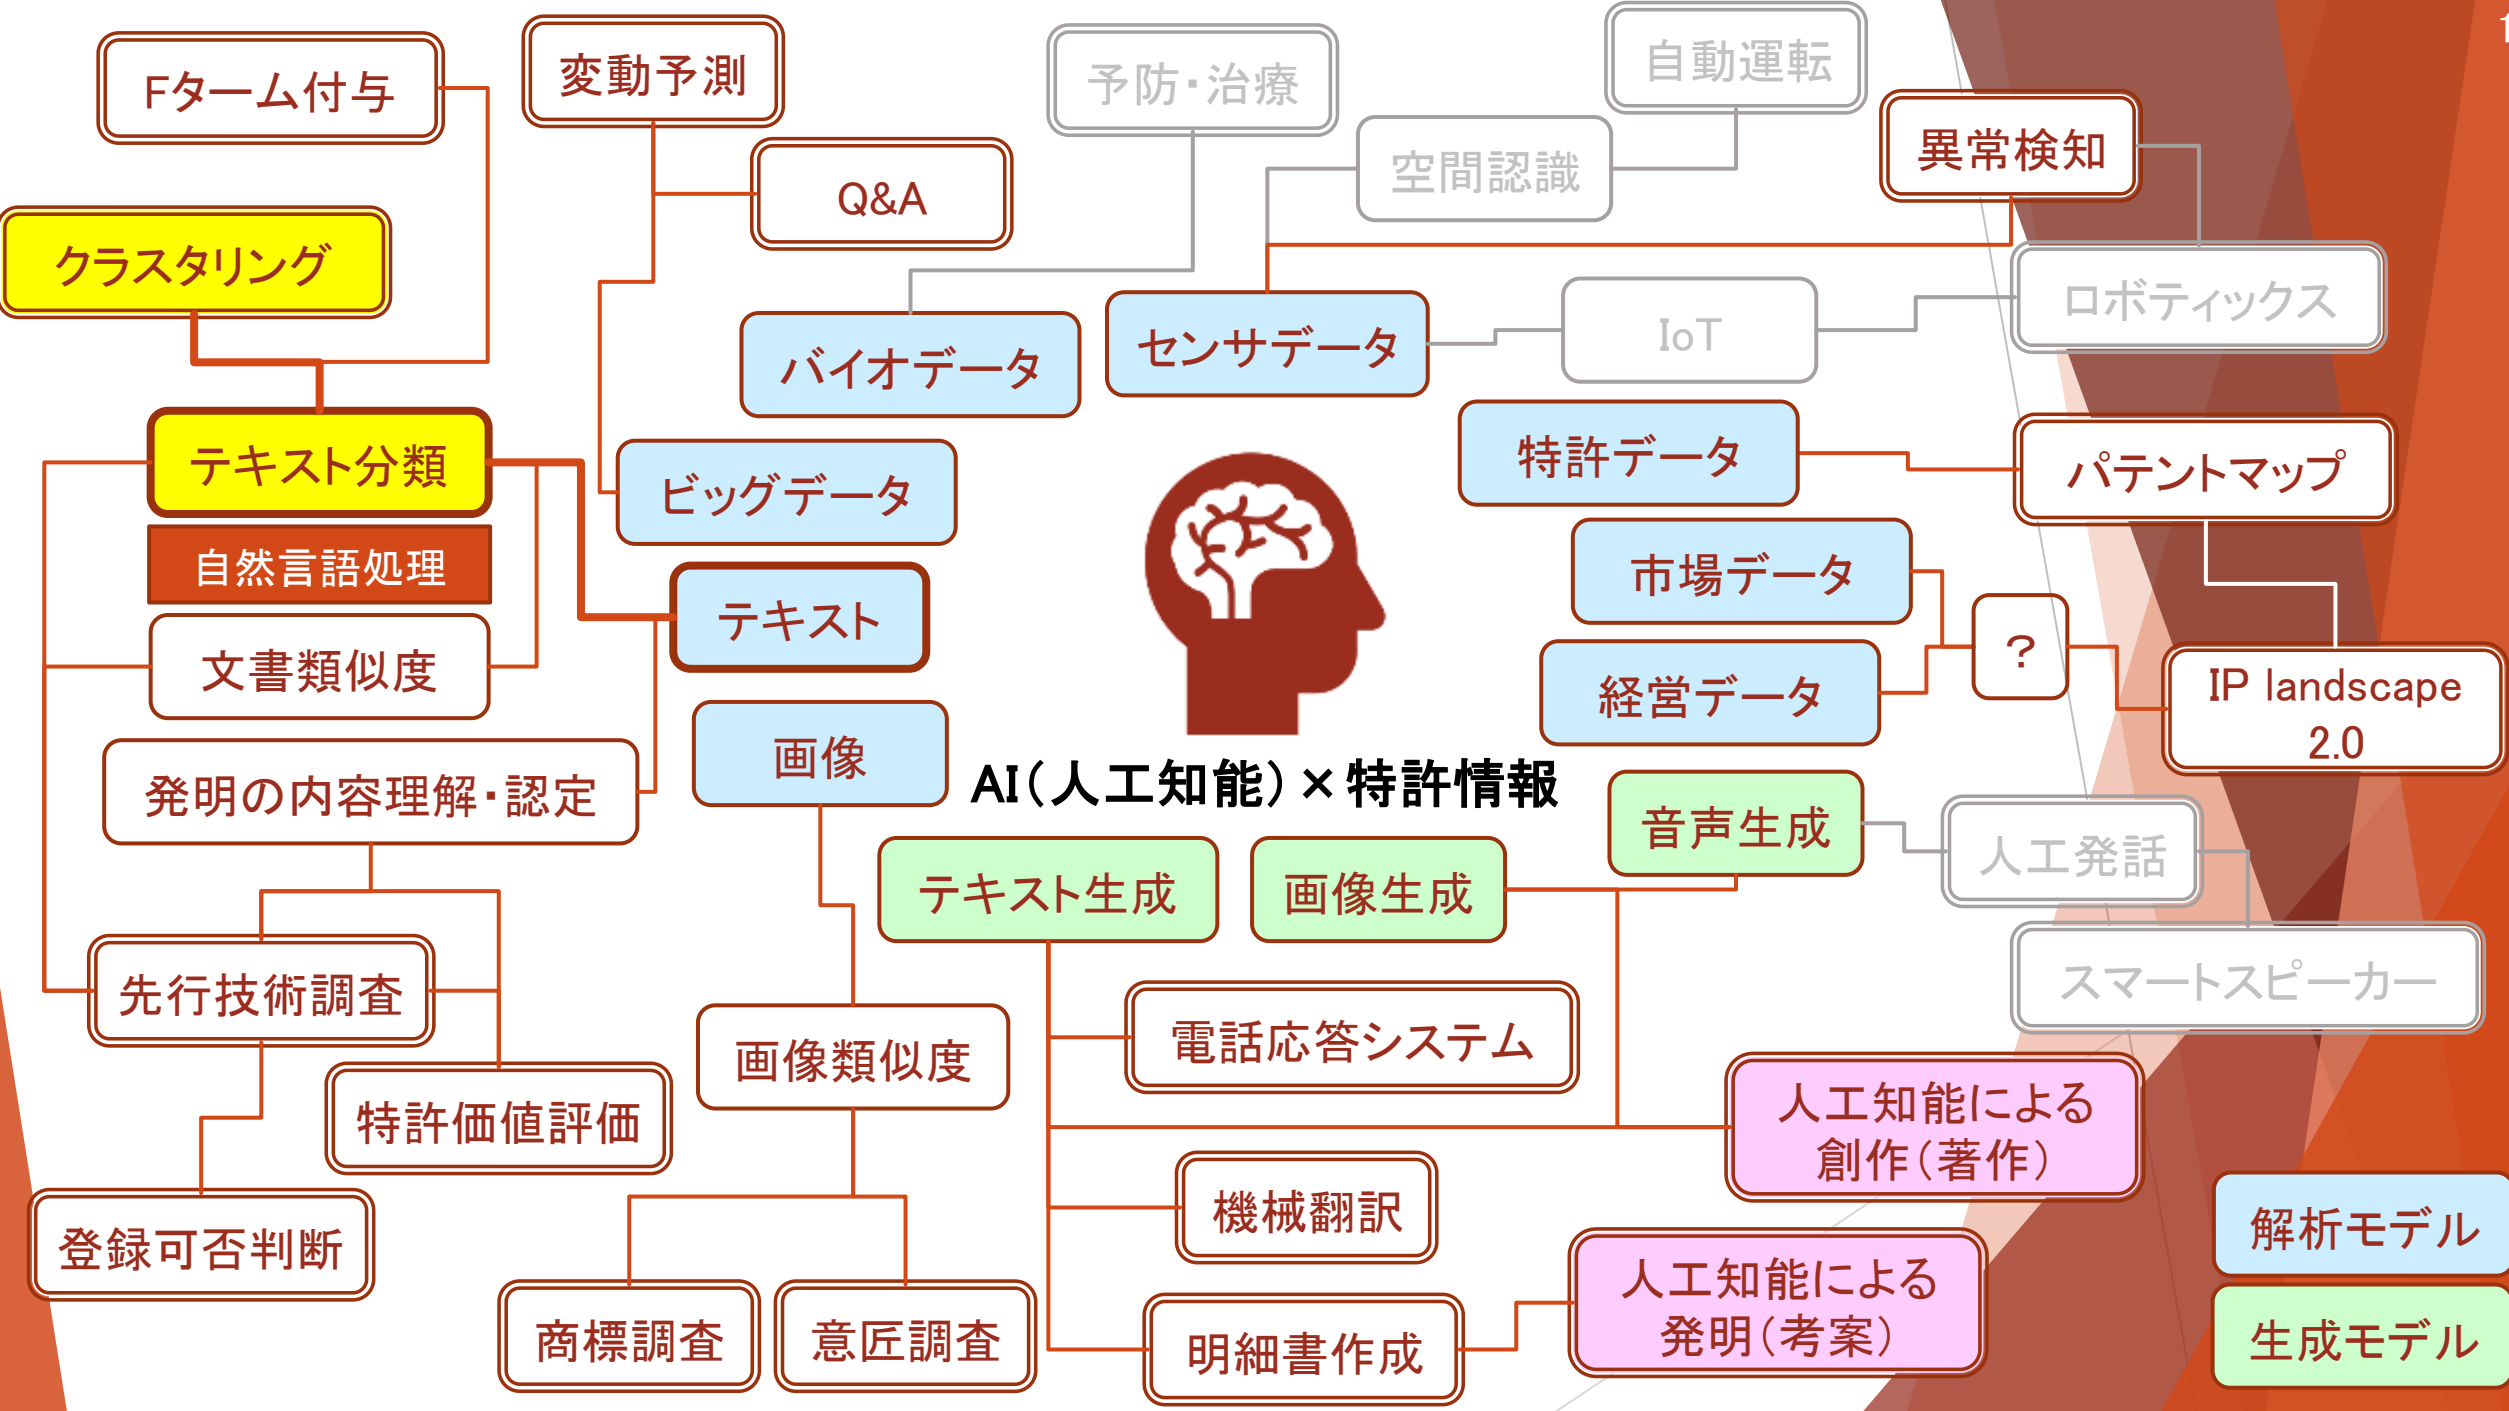 Fターム付与
変動予測
予防・治療
自動運転
Q&A
空間認識
異常検知
クラスタリング
バイオデータ
センサデータ
IoT
ロボティックス
テキスト分類
ビッグデータ
特許データ
パテントマップ
自然言語処理
テキスト
市場データ
?
文書類似度
経営データ
IP landscape
2.0
画像
発明の内容理解・認定
AI(人工知能)×特許情報
音声生成
人工発話
テキスト生成
画像生成
先行技術調査
スマートスピーカー
画像類似度
電話応答システム
特許価値評価
人工知能による
創作(著作)
登録可否判断
機械翻訳
解析モデル
商標調査
意匠調査
明細書作成
人工知能による
発明(考案)
生成モデル